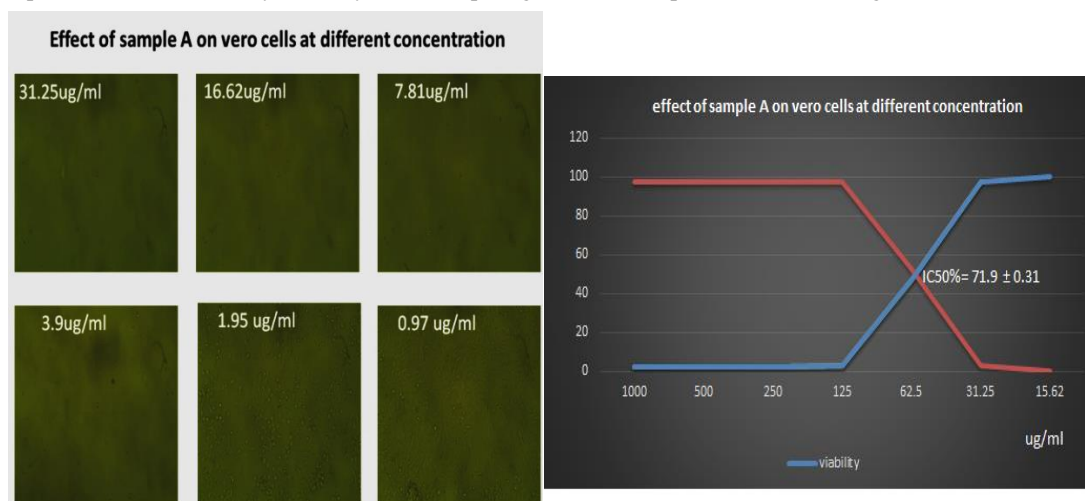 Effect of sample A on vero cells at different concentration
31.25ug/ml
16.62ug/ml
7.81ug/ml
3.9ug/ml
1.95 ug/ml
0.97 ug/ml
effect of sample A on vero cells at different concentration
120
100
80
60
40
20
0
IC50%= 71.9 ± 0.31
1000 500 250 125 62.5 31.25 15.62
ug/ml
viability